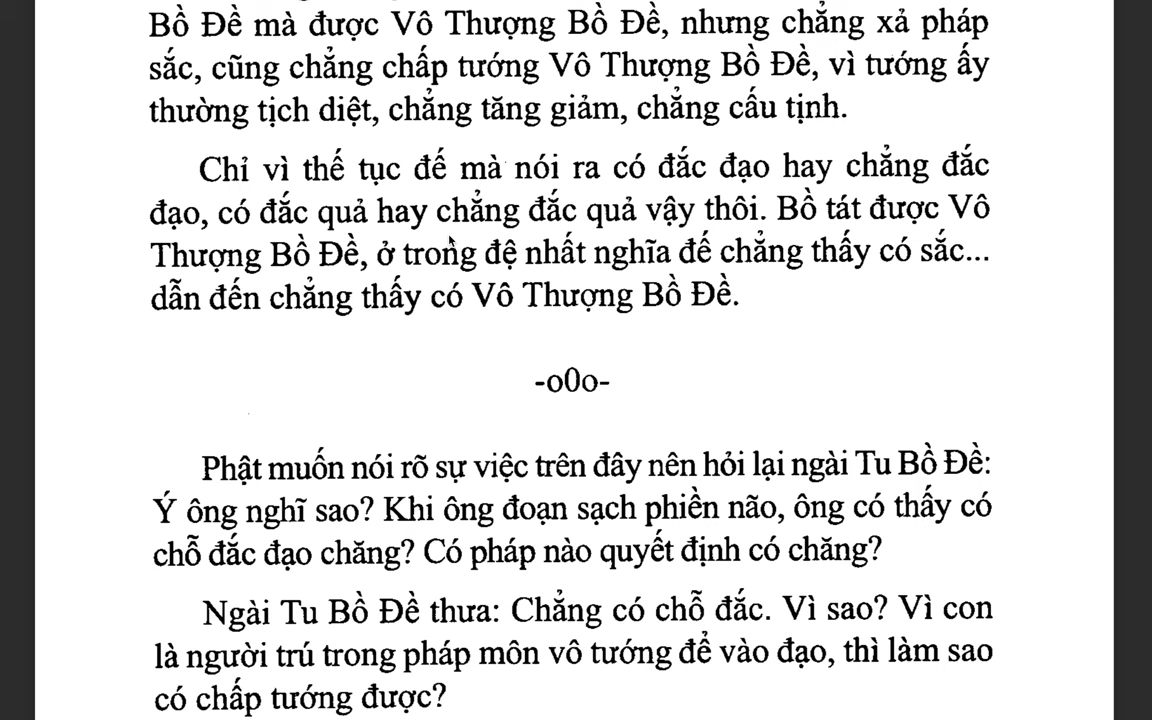 Bồ Đề mà được Vô Thượng Bồ Đề, nhưng chẳng xả pháp
sắc, cũng chẳng chấp tướng Vô Thượng Bồ Đề, vì tướng ấy
thường tịch diệt, chẳng tăng giảm, chẳng cấu tịnh.
Chỉ vì thế tục đế mà nói ra có đắc đạo hay chẳng đắc
đạo, có đắc quả hay chẳng đắc quả vậy thôi. Bồ tát được Vô
Thượng Bồ Đề, ở trong đệ nhất nghĩa đế chẳng thấy có sắc...
dẫn đến chẳng thấy có Vô Thượng Bồ Đề.
-o0o-
Phật muốn nói rõ sự việc trên đây nên hỏi lại ngài Tu Bồ Đề:
Ý ông nghĩ sao? Khi ông đoạn sạch phiền não, ông có thấy có
chỗ đắc đạo chăng? Có pháp nào quyết định có chăng?
Ngài Tu Bồ Đề thưa: Chẳng có chỗ đắc. Vì sao? Vì con
là người trú trong pháp môn vô tướng để vào đạo, thì làm sao
có chấp tướng được?